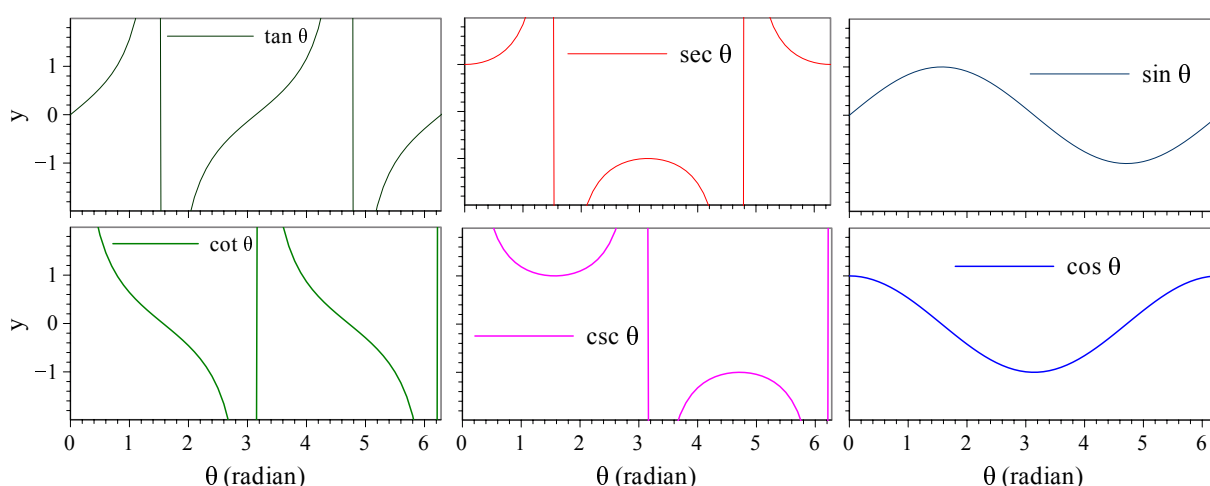 tan θ
sec θ
sin θ
y
1
0
−1
cot θ
csc θ
cos θ
y
1
0
−1
0 1 2 3 4 5 6
0 1 2 3 4 5 6
0 1 2 3 4 5 6
θ (radian)
θ (radian)
θ (radian)